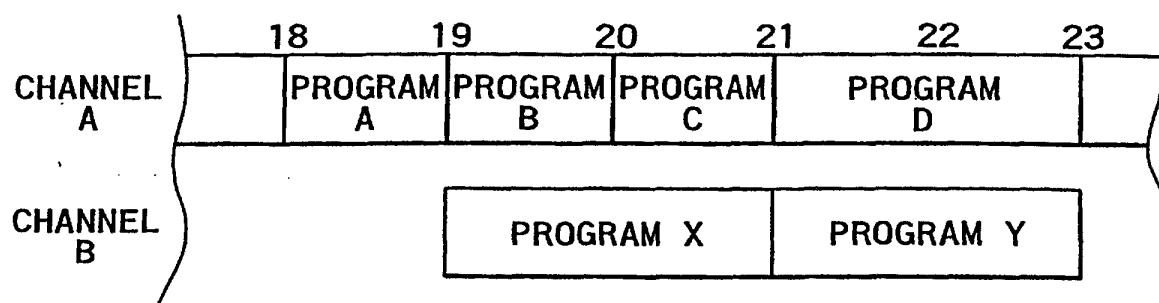 18 19 20 21 22 23
CHANNEL A
PROGRAM A
PROGRAM B
PROGRAM C
PROGRAM D
CHANNEL B
PROGRAM X
PROGRAM Y